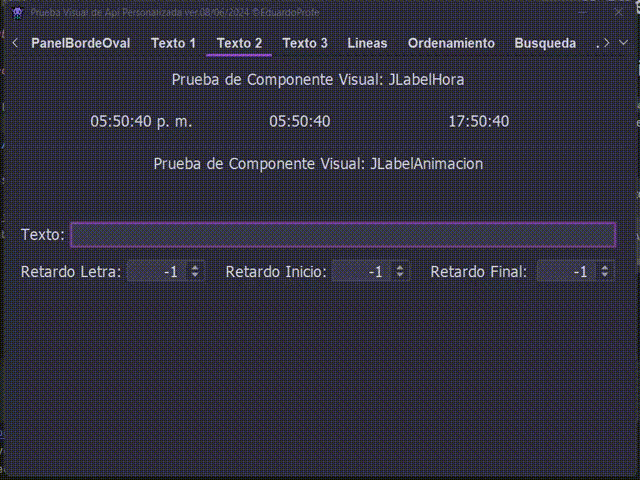 Prueba Visual de Api Personalizada ver.08/06/2024 ©EduardoProfe
PanelBordeOval Texto 1 Texto 2 Texto 3 Lineas Ordenamiento Busqueda .
Prueba de Componente Visual: JLabelHora
05:50:40 p. m. 05:50:40 17:50:40
Prueba de Componente Visual: JLabelAnimacion
Texto:
Retardo Letra: -1 Retardo Inicio: -1 Retardo Final: -1